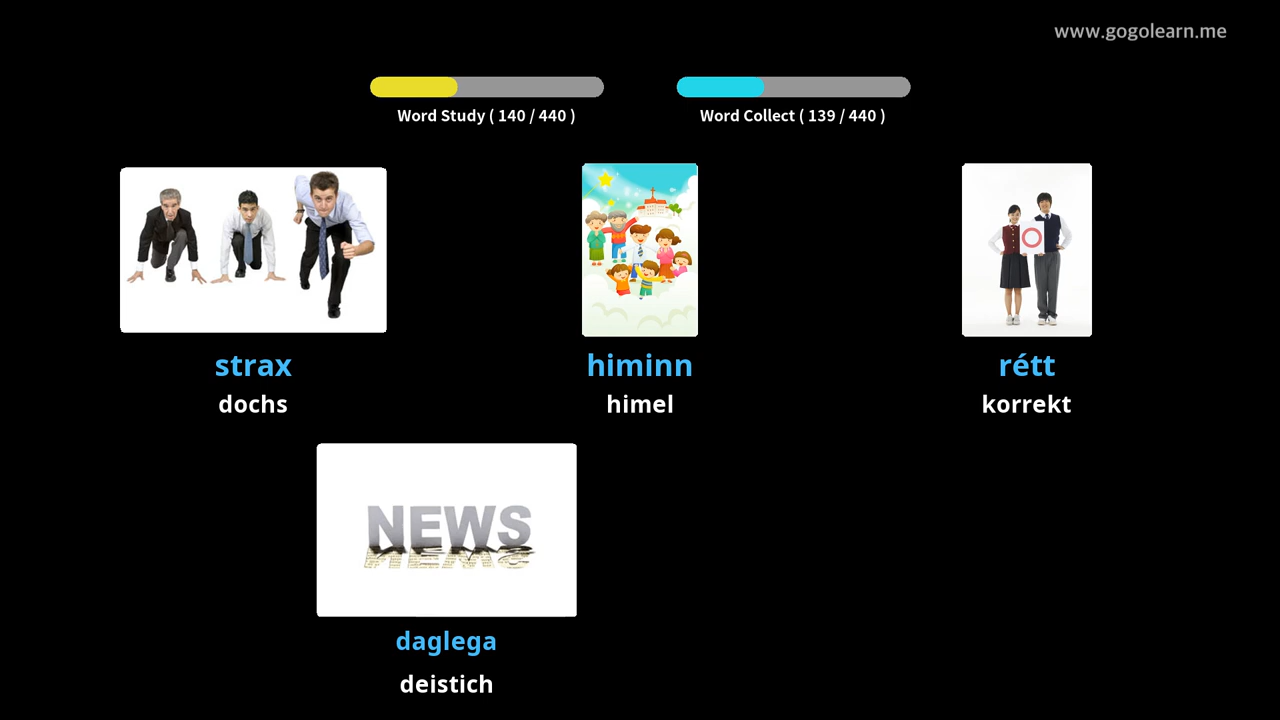 www.gogolearn.me
Word Study ( 140 / 440 )
Word Collect ( 139 / 440 )
strax
dochs
himinn
himel
rétt
korrekt
NEWS
daglega
deistich